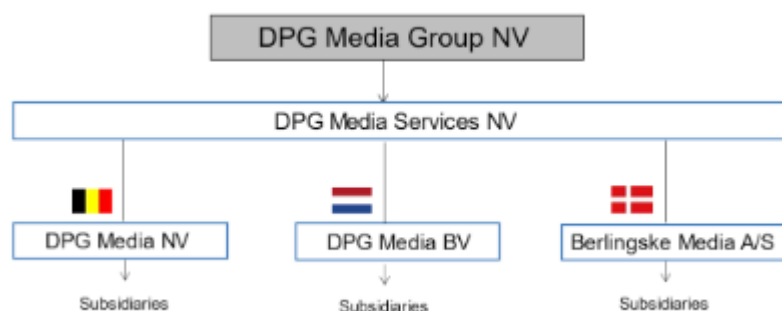 DPG Media Group NV
DPG Media Services NV
DPG Media NV
DPG Media BV
Berlingske Media A/S
Subsidiaries
Subsidiaries
Subsidiaries